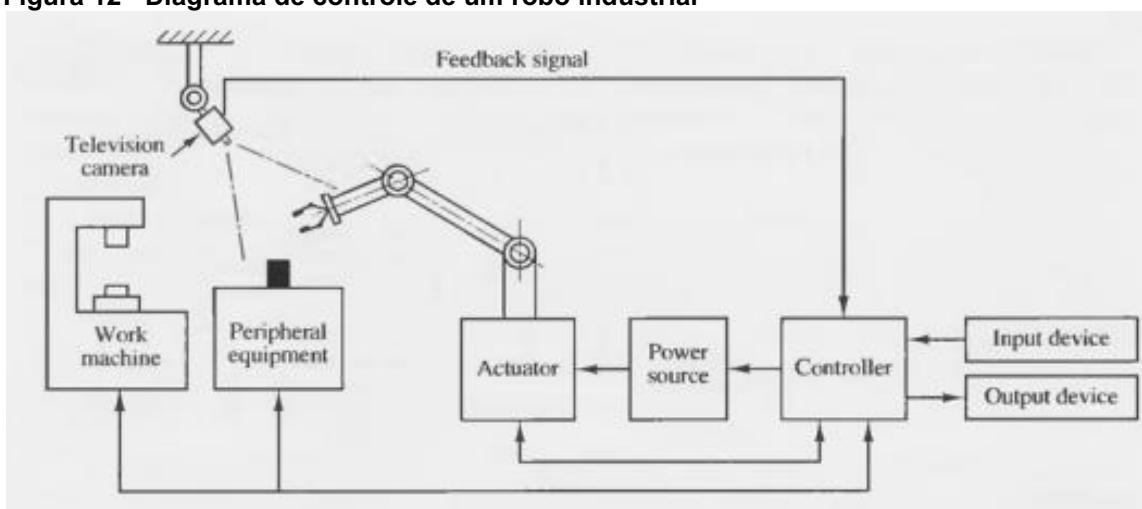 Figura 12 - Diagrama de controle de um robô industrial
Feedback signal
Television
camera
Work
machine
Peripheral
equipment
Actuator
Power
source
Controller
Input device
Output device